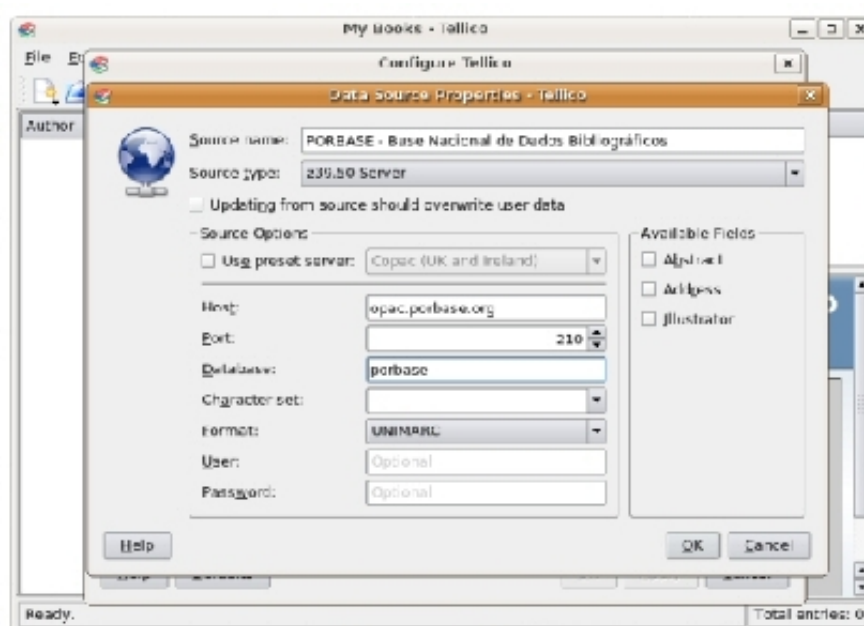 My Books - Tellico
File
Configure Tellico
Data Source Properties - Tellico
Author
Source name: PORBASE - Base Nacional de Dados Bibliográficos
Source type: z39.50 Server
Updating from source should overwrite user data
Source Options
Available Fields
Use preset server: Copac (UK and Ireland)
Abstract
Address
Illustrator
Host: opac.porbase.org
Port: 210
Database: porbase
Character set:
Format: UNIMARC
User: Optional
Password: Optional
Help
OK
Cancel
Ready.
Total entries: 0